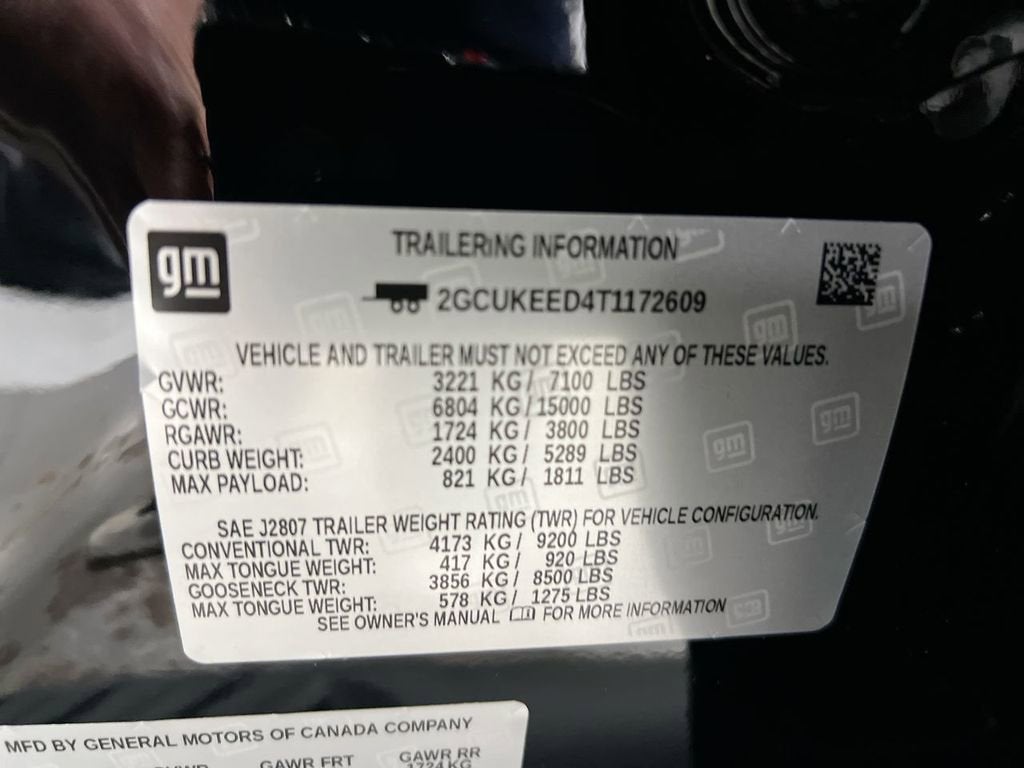 gm
TRAILERING INFORMATION
2GCUKEED4T1172609
VEHICLE AND TRAILER MUST NOT EXCEED ANY OF THESE VALUES.
GVWR: 3221 KG / 7100 LBS
GCWR: 6804 KG / 15000 LBS
RGAWR: 1724 KG / 3800 LBS
CURB WEIGHT: 2400 KG / 5289 LBS
MAX PAYLOAD: 821 KG / 1811 LBS
SAE J2807 TRAILER WEIGHT RATING (TWR) FOR VEHICLE CONFIGURATION.
CONVENTIONAL TWR: 4173 KG / 9200 LBS
MAX TONGUE WEIGHT: 417 KG / 920 LBS
GOOSENECK TWR: 3856 KG / 8500 LBS
MAX TONGUE WEIGHT: 578 KG / 1275 LBS
SEE OWNER'S MANUAL FOR MORE INFORMATION
MFD BY GENERAL MOTORS OF CANADA COMPANY
GAWR FRT GAWR RR
1724 KG